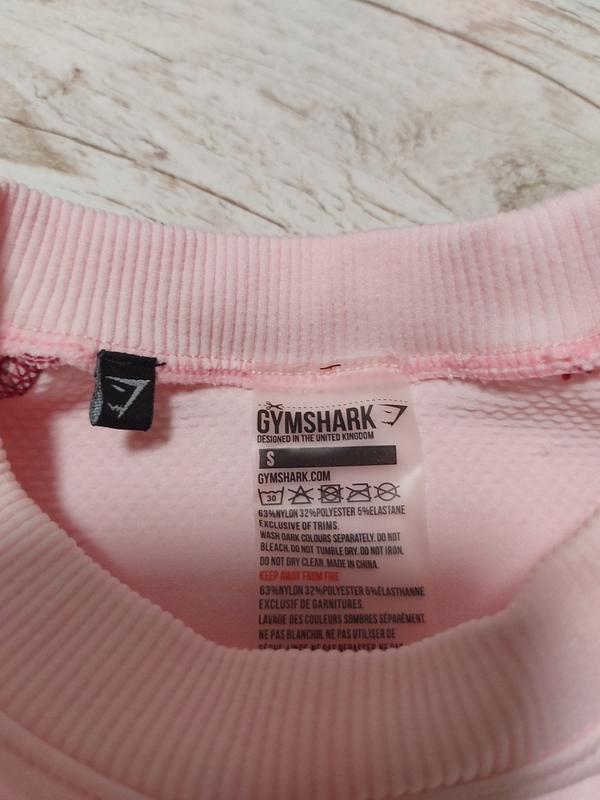 GYMSHARK
DESIGNED IN THE UNITED KINGDOM
S
GYMSHARK.COM
30
63%NYLON 32%POLYESTER 5%ELASTANE
EXCLUSIVE OF TRIMS.
WASH DARK COLOURS SEPARATELY. DO NOT
BLEACH. DO NOT TUMBLE DRY. DO NOT IRON.
DO NOT DRY CLEAN. MADE IN CHINA.
KEEP AWAY FROM FIRE
63%NYLON 32%POLYESTER 5%ÉLASTHANNE
EXCLUSIF DE GARNITURES.
LAVAGE DES COULEURS SOMBRES SÉPARÉMENT.
NE PAS BLANCHIR. NE PAS UTILISER DE